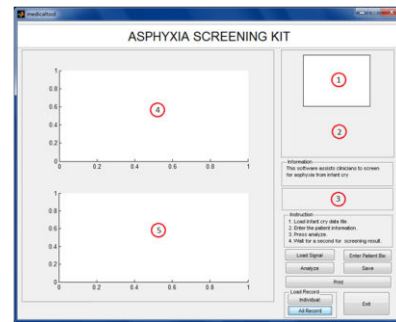 medicaltool
ASPHYXIA SCREENING KIT
1
0.8
0.6
0.4
0.2
0
0
0.2
0.4
0.6
0.8
1
4
1
0.8
0.6
0.4
0.2
0
0
0.2
0.4
0.6
0.8
1
5
1
2
Information
This software assists clinicians to screen
for asphyxia from infant cry
3
Instruction
1. Load infant cry data file.
2. Enter the patient information
3. Press analyze.
4. Wait for a second for screening result.
Load Signal
Enter Patient Bio
Analyze
Save
Print
Load Record
Individual
All Record
Exit